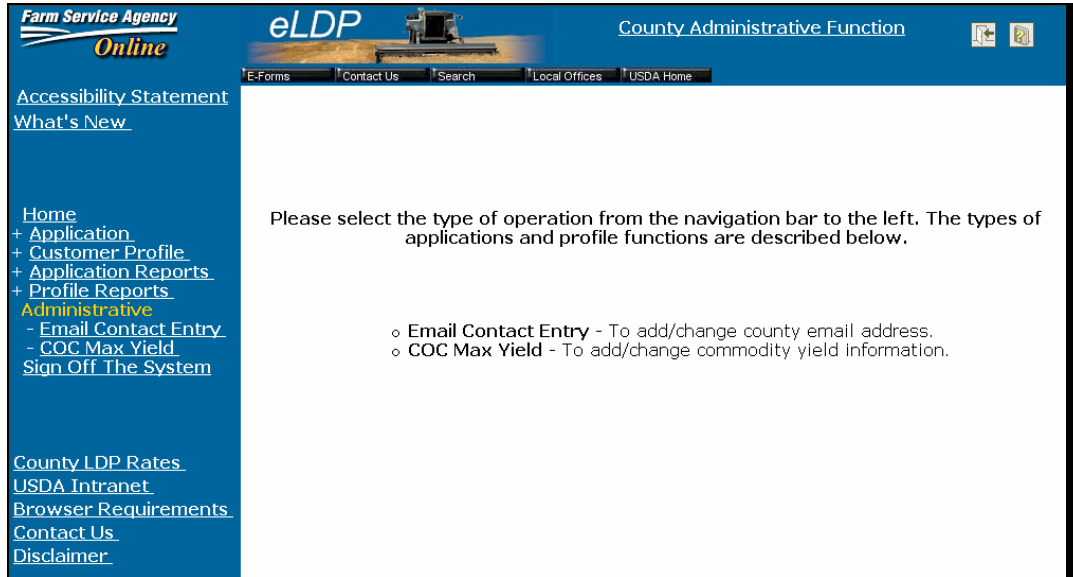 Farm Service Agency
Online
eLDP
County Administrative Function
E-Forms Contact Us Search Local Offices USDA Home
Accessibility Statement
What's New
Home
+ Application
+ Customer Profile
+ Application Reports
+ Profile Reports
Administrative
- Email Contact Entry
- COC Max Yield
Sign Off The System
County LDP Rates
USDA Intranet
Browser Requirements
Contact Us
Disclaimer
Please select the type of operation from the navigation bar to the left. The types of
applications and profile functions are described below.
o Email Contact Entry - To add/change county email address.
o COC Max Yield - To add/change commodity yield information.